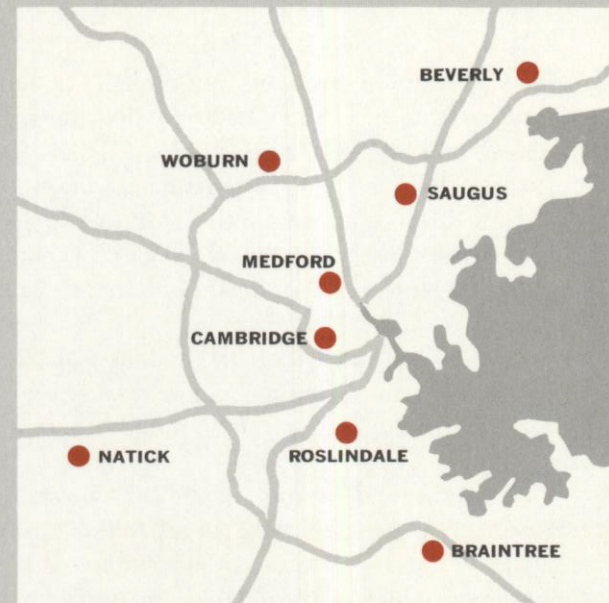 BEVERLY
WOBURN
SAUGUS
MEDFORD
CAMBRIDGE
ROSLINDALE
NATICK
BRAINTREE